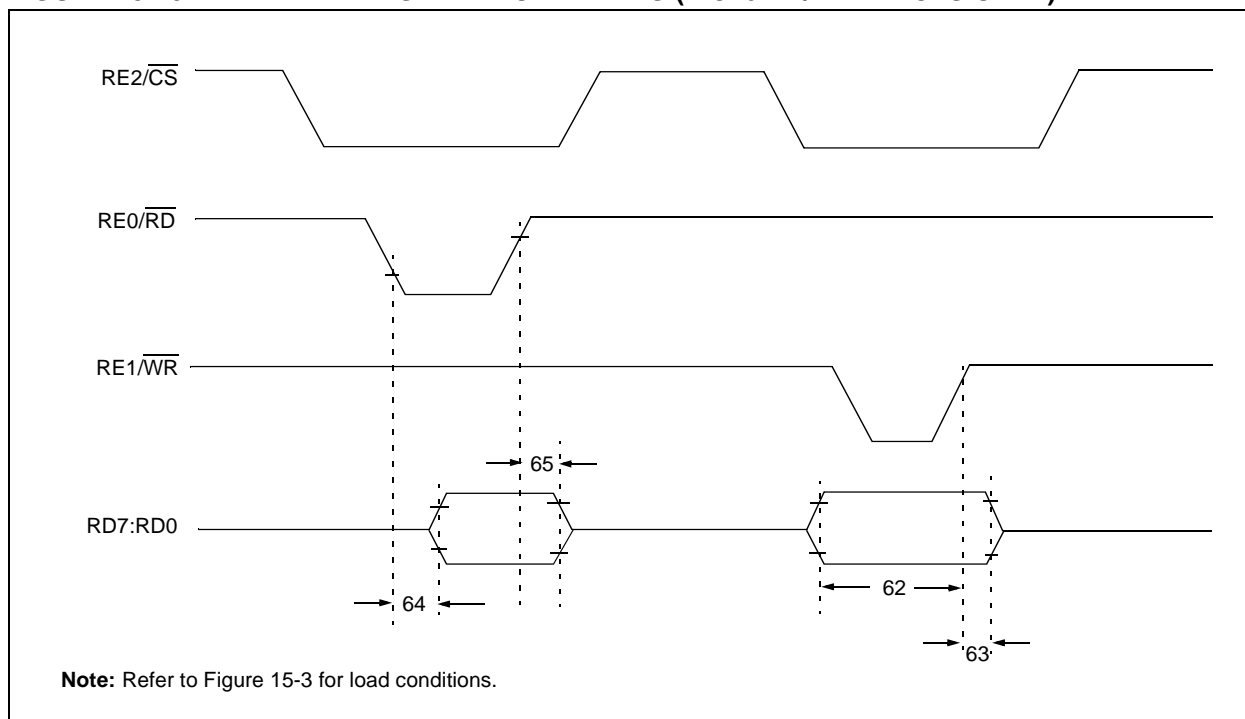 RE2/CS
RE0/RD
RE1/WR
65
RD7:RD0
64
62
63
Note: Refer to Figure 15-3 for load conditions.